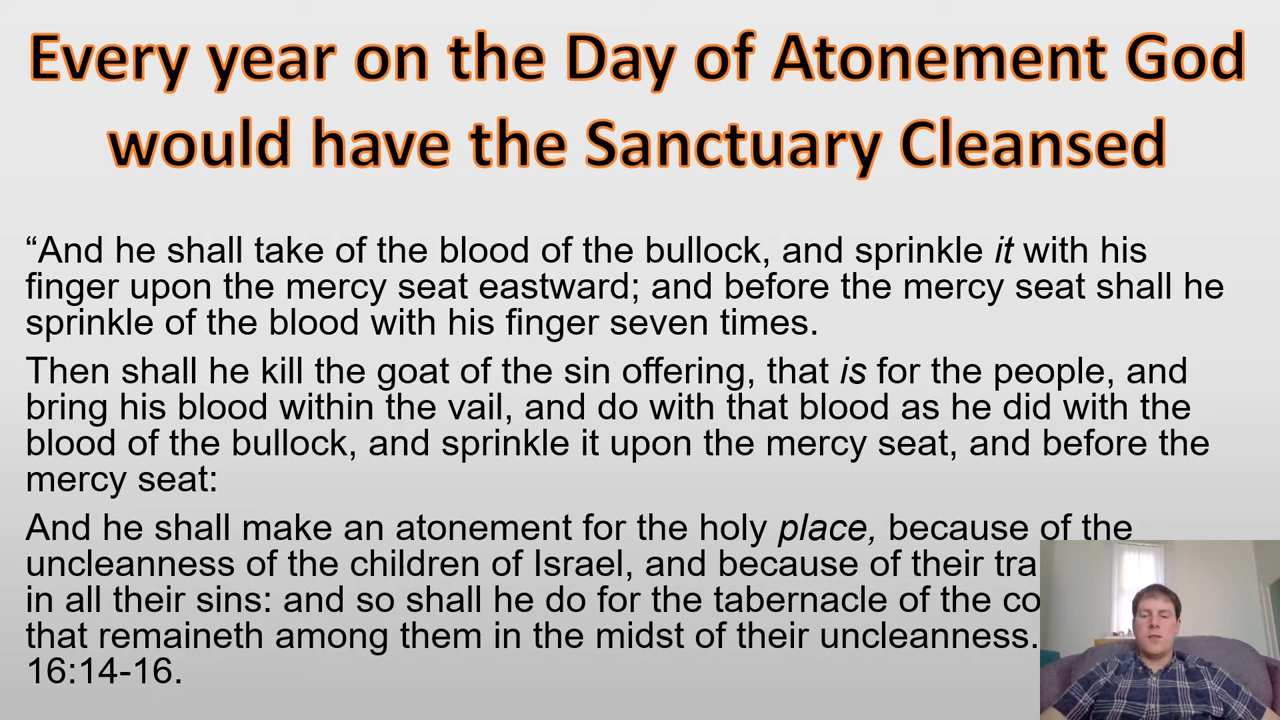 Every year on the Day of Atonement God
would have the Sanctuary Cleansed
“And he shall take of the blood of the bullock, and sprinkle it with his
finger upon the mercy seat eastward; and before the mercy seat shall he
sprinkle of the blood with his finger seven times.
Then shall he kill the goat of the sin offering, that is for the people, and
bring his blood within the vail, and do with that blood as he did with the
blood of the bullock, and sprinkle it upon the mercy seat, and before the
mercy seat:
And he shall make an atonement for the holy place, because of the
uncleanness of the children of Israel, and because of their
in all their sins: and so shall he do for the tabernacle of the
that remaineth among them in the midst of their uncleanness.
16:14-16.